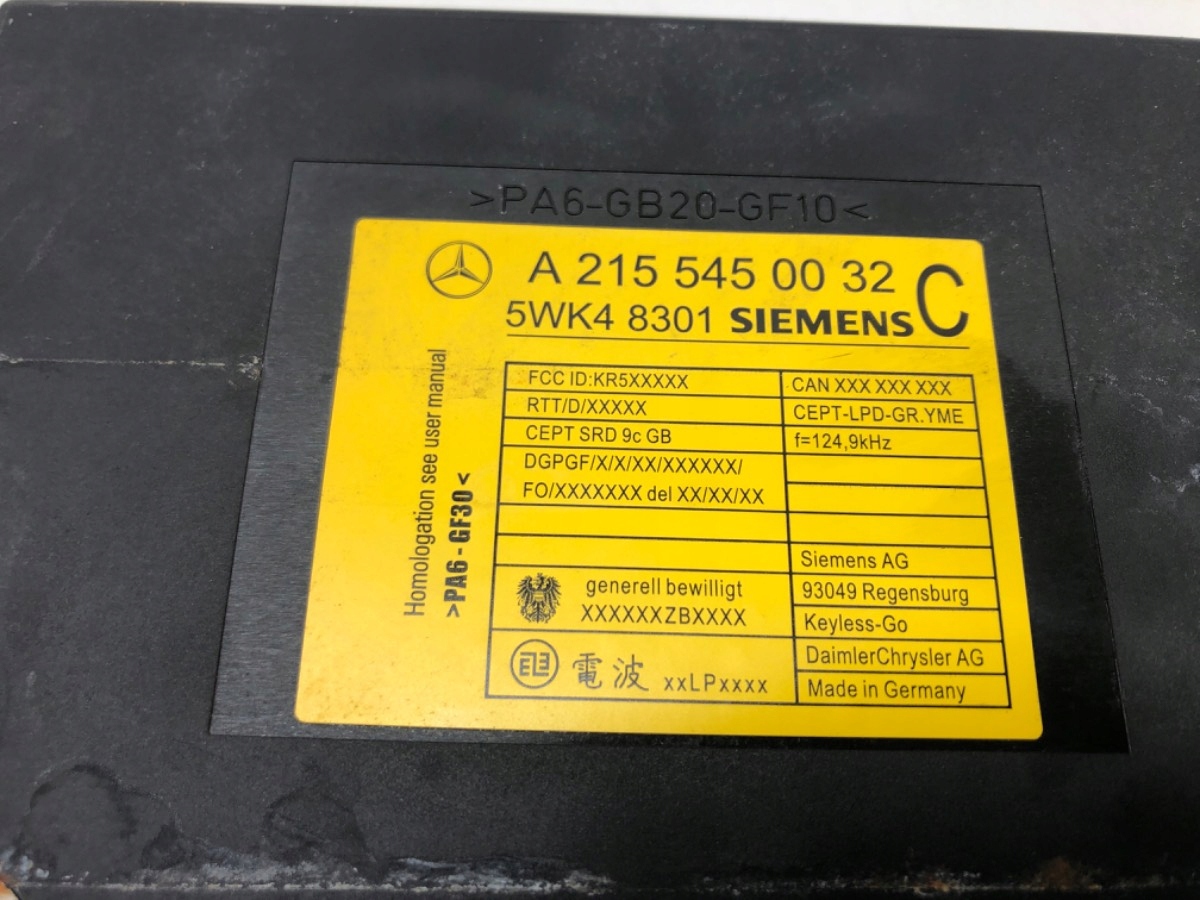 >PA6-GB20-GF10<
A 215 545 00 32 C
5WK4 8301 SIEMENS
Homologation see user manual
>PA6-GF30<
FCC ID:KR5XXXXX
CAN XXX XXX XXX
RTT/D/XXXXX
CEPT-LPD-GR.YME
CEPT SRD 9c GB
f=124,9kHz
DGPGF/X/X/XX/XXXXXX/
FO/XXXXXXX del XX/XX/XX
Siemens AG
generell bewilligt
93049 Regensburg
XXXXXXZBXXXX
Keyless-Go
電波 xxLPxxxx
DaimlerChrysler AG
Made in Germany